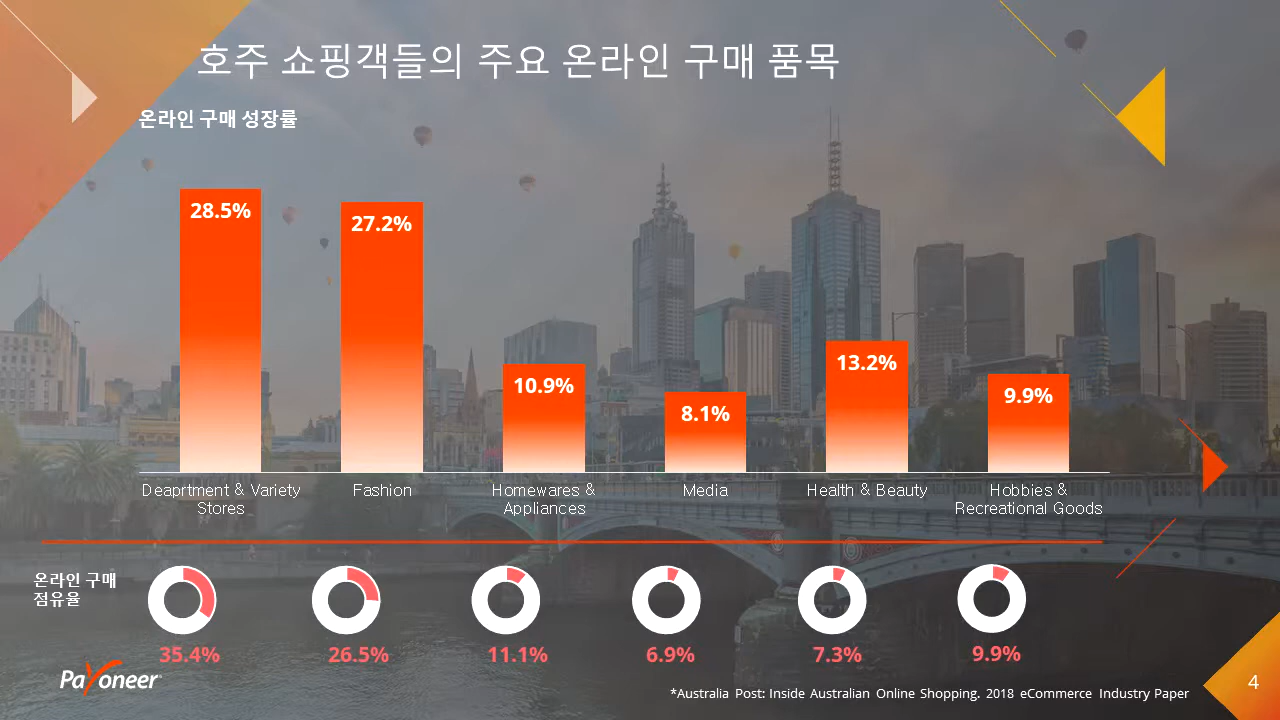 호주 쇼핑객들의 주요 온라인 구매 품목
온라인 구매 성장률
28.5%
27.2%
10.9%
8.1%
13.2%
9.9%
Deaprtment & Variety
Stores
Fashion
Homewares &
Appliances
Media
Health & Beauty
Hobbies &
Recreational Goods
온라인 구매
점유율
35.4%
26.5%
11.1%
6.9%
7.3%
9.9%
Payoneer
*Australia Post: Inside Australian Online Shopping. 2018 eCommerce Industry Paper
4